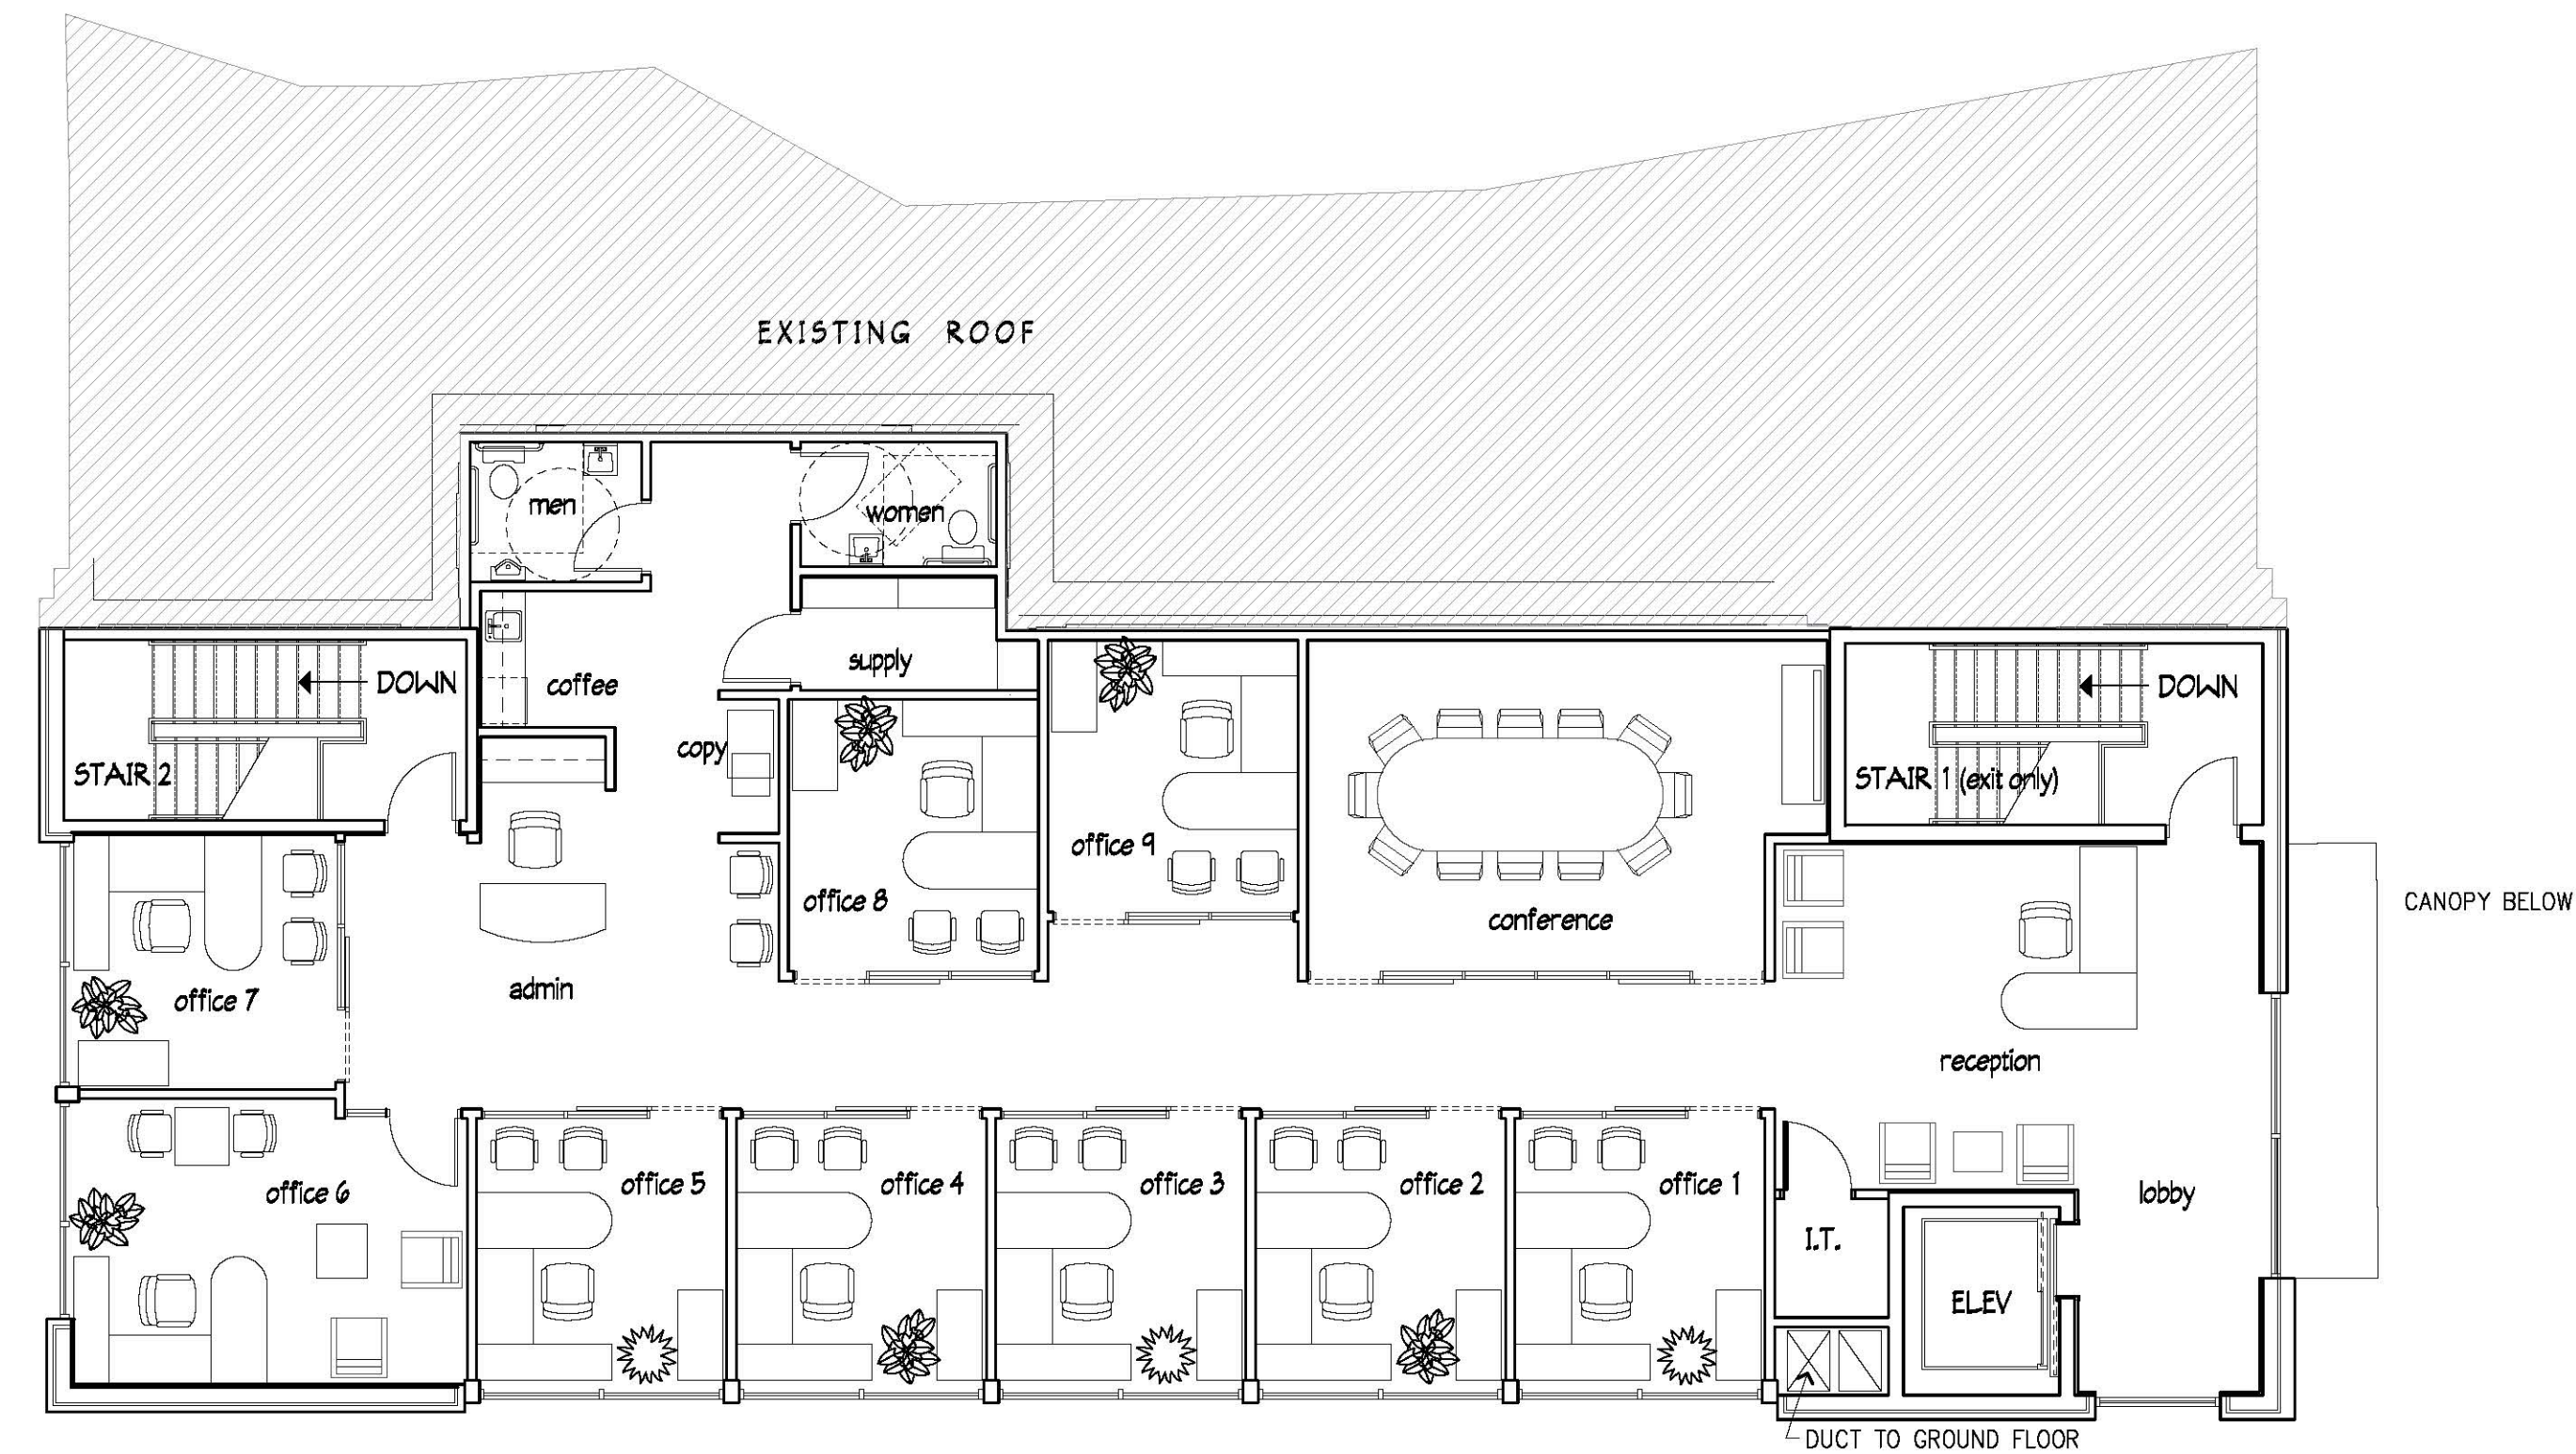 EXISTING ROOF
men
women
supply
coffee
DOWN
DOWN
copy
STAIR 2
STAIR 1 (exit only)
office 9
office 8
CANOPY BELOW
conference
admin
office 7
reception
office 6
office 5
office 4
office 3
office 2
office 1
lobby
I.T.
ELEV
DUCT TO GROUND FLOOR